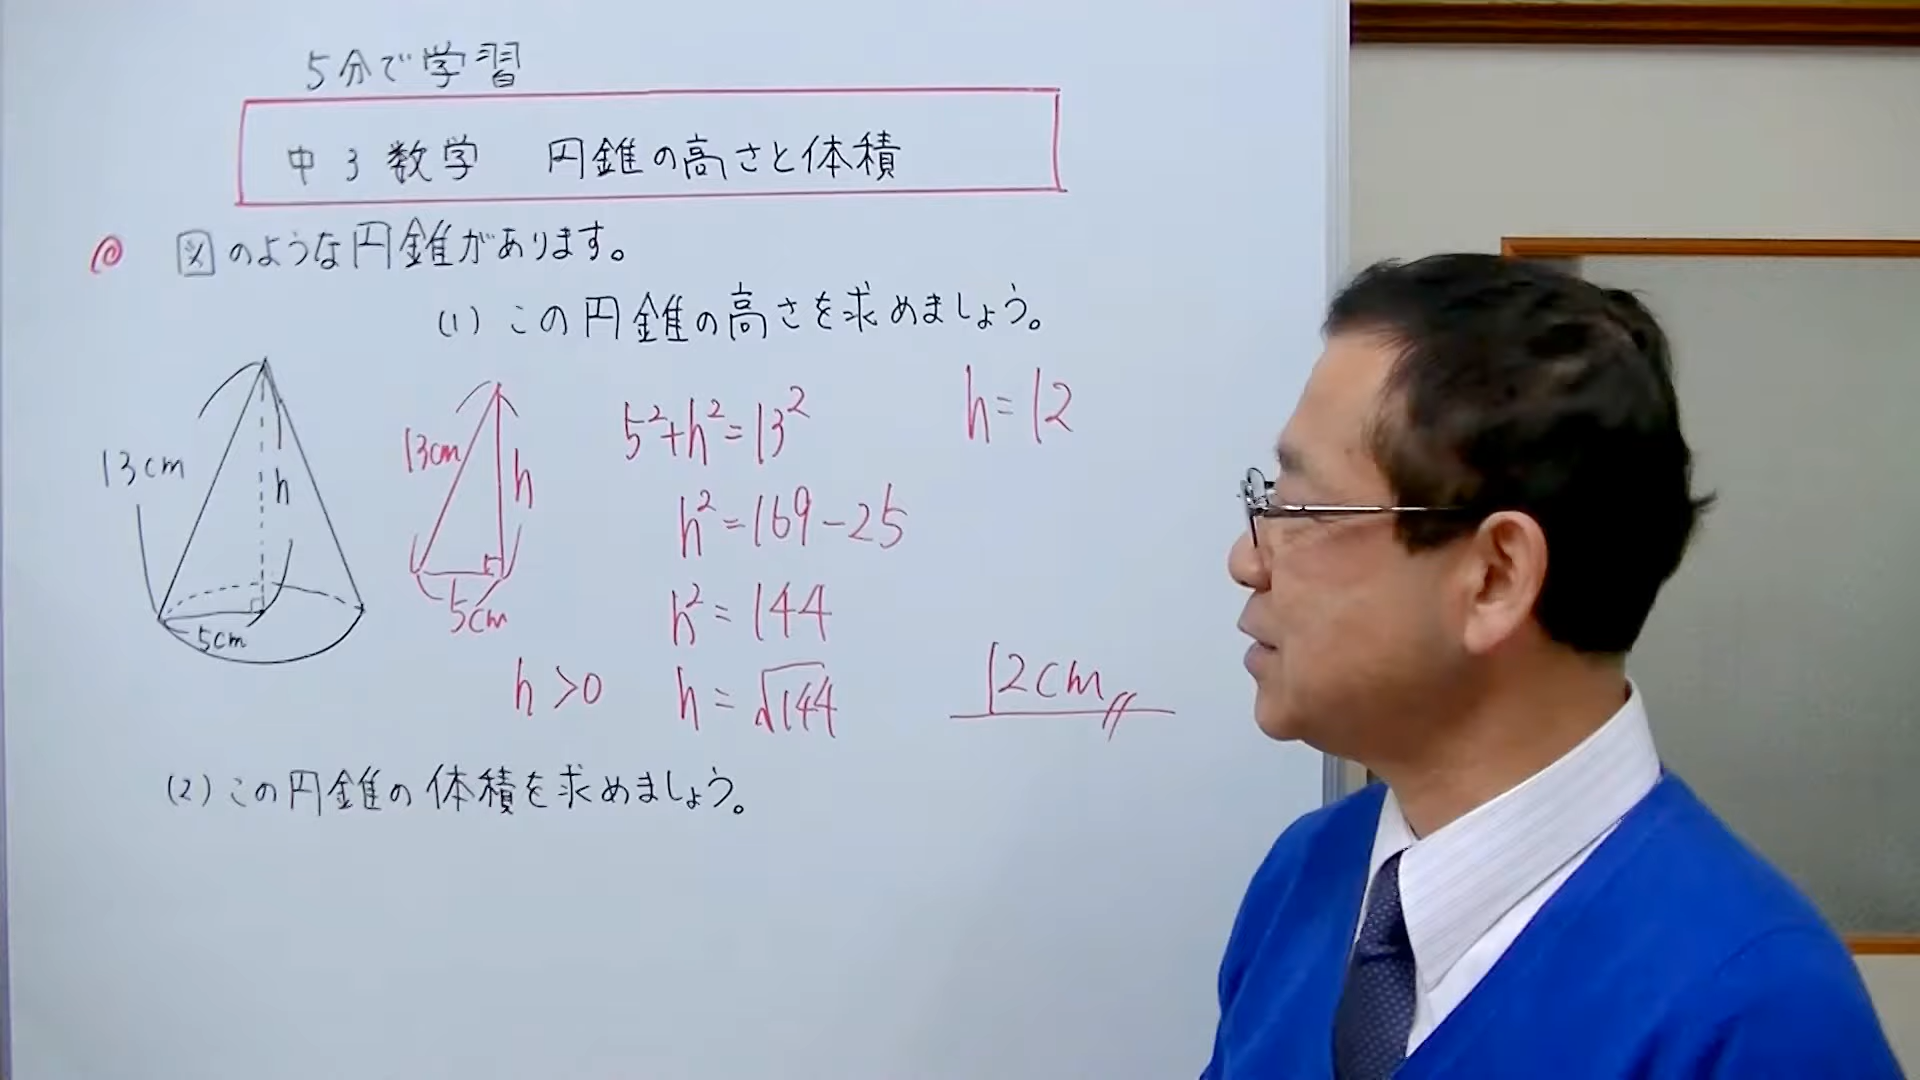 5分で学習
中3数学 円錐の高さと体積
図のような円錐があります。
(1) この円錐の高さを求めましょう。
13cm
h
5cm
13cm
h
5cm
5²+h²=13²
h²=169-25
h²=144
h>0 h=√144
h=12
12cm
(2) この円錐の体積を求めましょう。